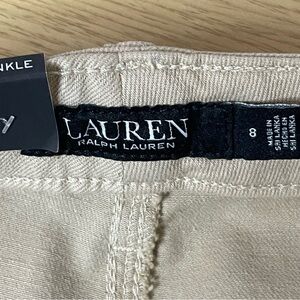 NKLE
LAUREN
RALPH LAUREN
8
MADE IN
SRI LANKA
HECHO EN
SRI LANKA